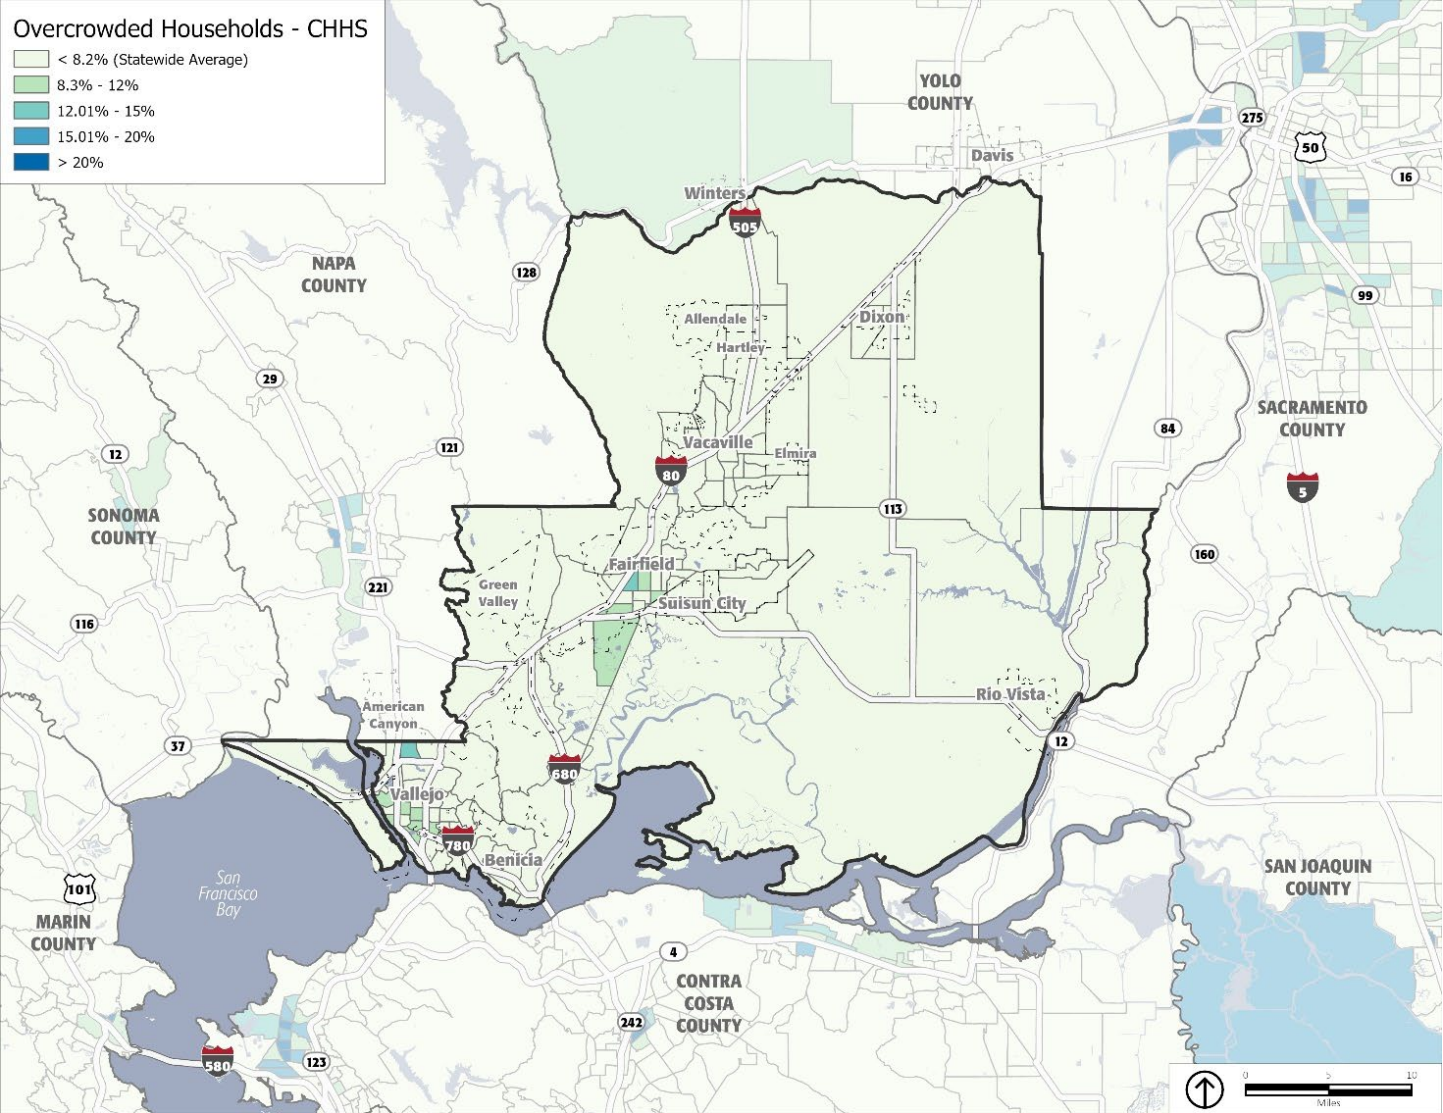 Overcrowded Households - CHHS
< 8.2% (Statewide Average)
8.3% - 12%
12.01% - 15%
15.01% - 20%
> 20%
YOLO
COUNTY
275
50
Davis
16
Winters
505
NAPA
COUNTY
128
99
Allendale
Dixon
Hartley
29
SACRAMENTO
COUNTY
84
Vacaville
121
12
Elmira
80
5
113
SONOMA
COUNTY
160
Fairfield
221
Green
Valley
Suisun City
116
Rio Vista
American
Canyon
37
12
680
Vallejo
780
Benicia
San
Francisco
Bay
101
SAN JOAQUIN
COUNTY
MARIN
COUNTY
4
CONTRA
COSTA
COUNTY
242
580
123
0 5 10
Miles